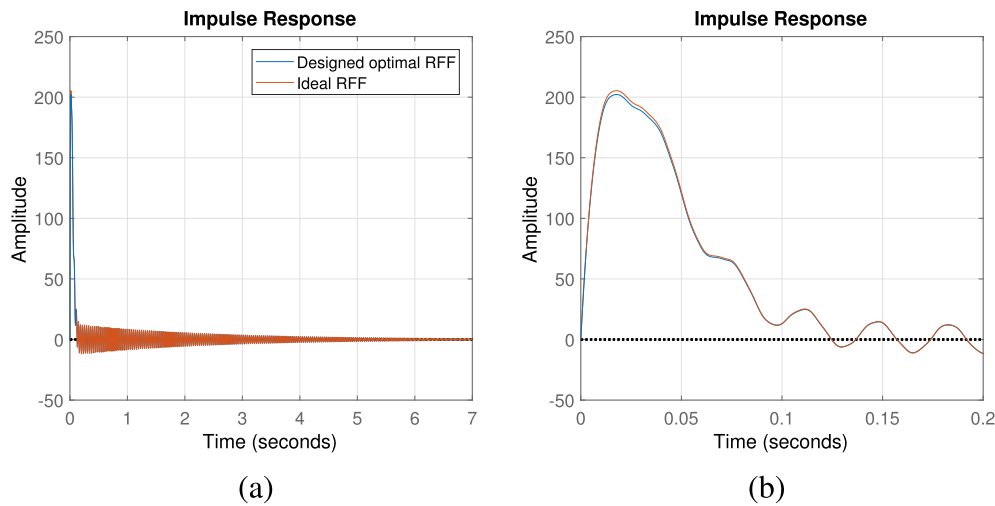 Impulse Response
250
200
150
100
50
0
-50
Amplitude
Designed optimal RFF
Ideal RFF
0 1 2 3 4 5 6 7
Time (seconds)
(a)
Impulse Response
250
200
150
100
50
0
-50
Amplitude
0 0.05 0.1 0.15 0.2
Time (seconds)
(b)